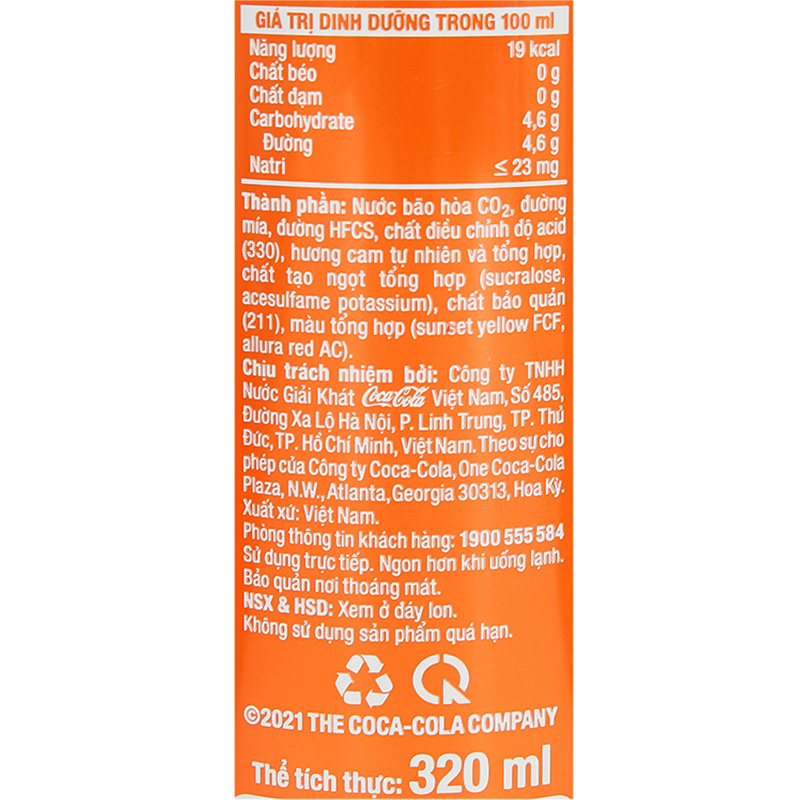 GIÁ TRỊ DINH DƯỠNG TRONG 100 ml
Năng lượng 19 kcal
Chất béo 0 g
Chất đạm 0 g
Carbohydrate 4,6 g
Đường 4,6 g
Natri ≤ 23 mg
Thành phần: Nước bão hòa CO₂, đường
mía, đường HFCS, chất điều chỉnh độ acid
(330), hương cam tự nhiên và tổng hợp,
chất tạo ngọt tổng hợp (sucralose,
acesulfame potassium), chất bảo quản
(211), màu tổng hợp (sunset yellow FCF,
allura red AC).
Chịu trách nhiệm bởi: Công ty TNHH
Nước Giải Khát Coca-Cola Việt Nam, Số 485,
Đường Xa Lộ Hà Nội, P. Linh Trung, TP. Thủ
Đức, TP. Hồ Chí Minh, Việt Nam. Theo sự cho
phép của Công ty Coca-Cola, One Coca-Cola
Plaza, N.W., Atlanta, Georgia 30313, Hoa Kỳ.
Xuất xứ: Việt Nam.
Phòng thông tin khách hàng: 1900 555 584
Sử dụng trực tiếp. Ngon hơn khi uống lạnh.
Bảo quản nơi thoáng mát.
NSX & HSD: Xem ở đáy lon.
Không sử dụng sản phẩm quá hạn.
©2021 THE COCA-COLA COMPANY
Thể tích thực: 320 ml